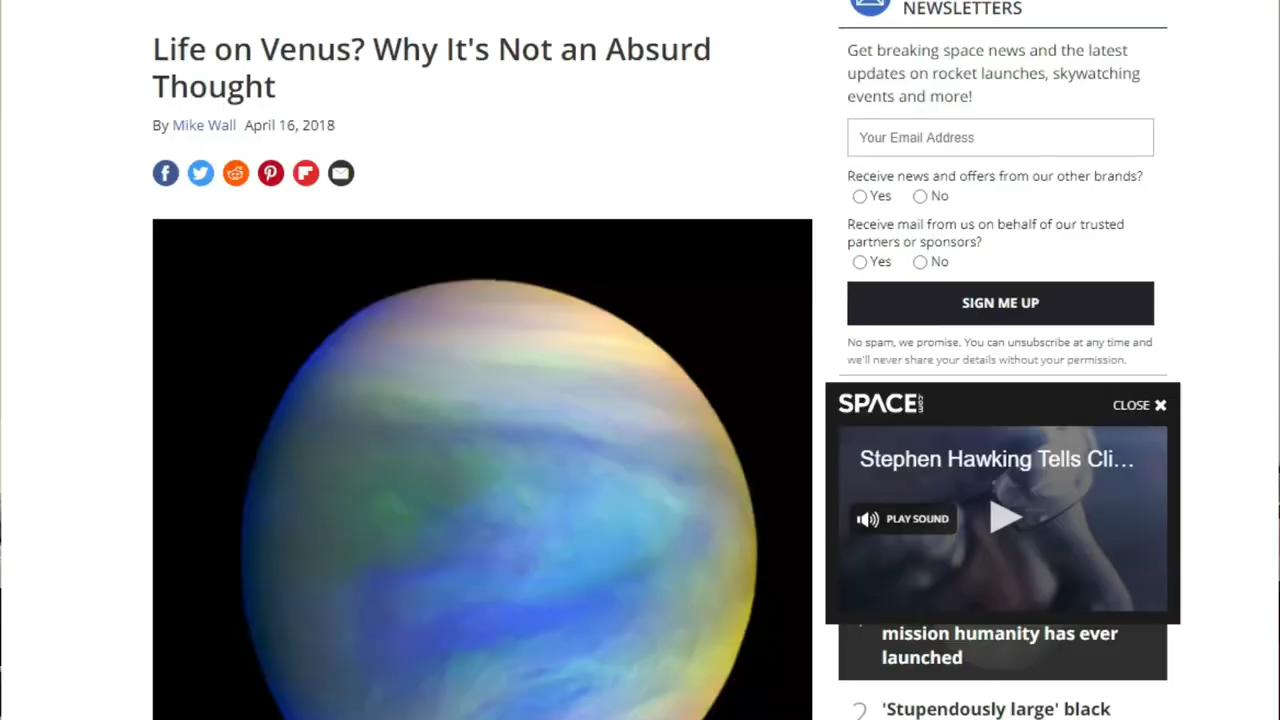 Life on Venus? Why It's Not an Absurd
Thought
By Mike Wall April 16, 2018
NEWSLETTERS
Get breaking space news and the latest
updates on rocket launches, skywatching
events and more!
Your Email Address
Receive news and offers from our other brands?
Yes No
Receive mail from us on behalf of our trusted
partners or sponsors?
Yes No
SIGN ME UP
No spam, we promise. You can unsubscribe at any time and
we'll never share your details without your permission.
SPACE.com
CLOSE
Stephen Hawking Tells Cli...
PLAY SOUND
mission humanity has ever
launched
2 'Stupendously large' black